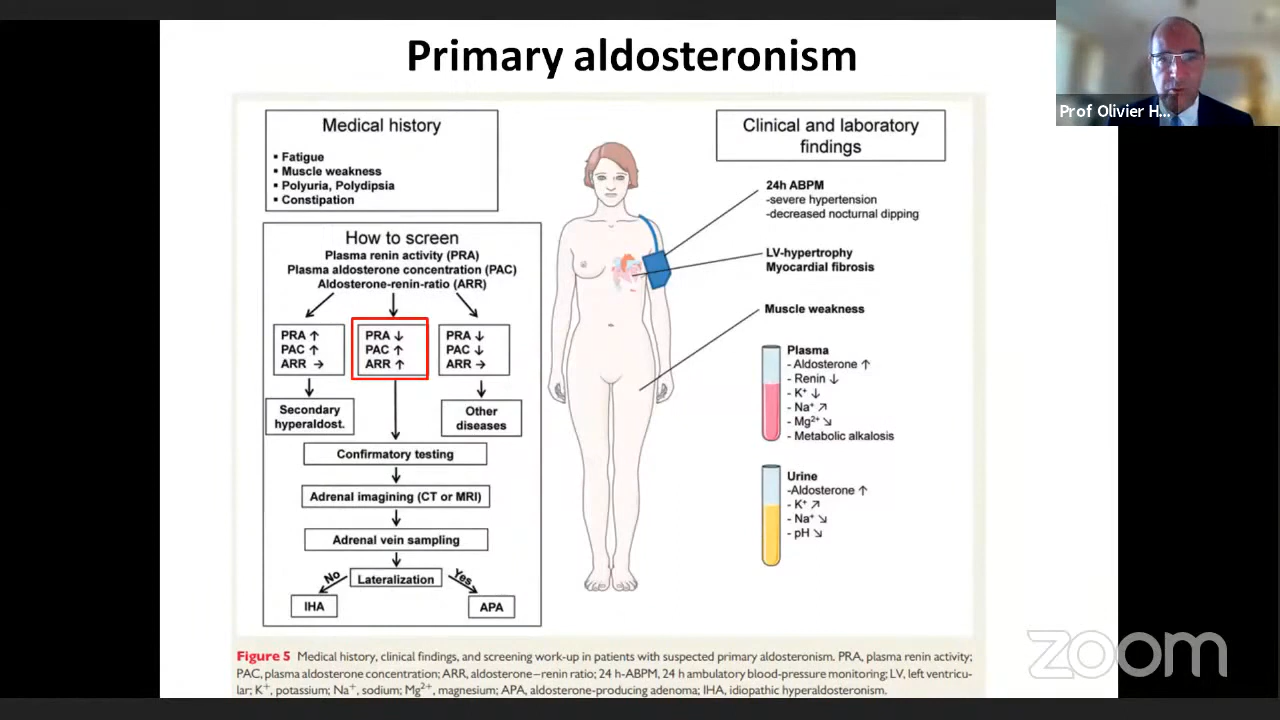 Primary aldosteronism
Prof Olivier H...
Medical history
▪ Fatigue
▪ Muscle weakness
▪ Polyuria, Polydipsia
▪ Constipation
How to screen
Plasma renin activity (PRA)
Plasma aldosterone concentration (PAC)
Aldosterone-renin-ratio (ARR)
PRA ↑
PAC ↑
ARR →
PRA ↓
PAC ↑
ARR ↑
PRA ↓
PAC ↓
ARR →
Secondary
hyperaldost.
Other
diseases
Confirmatory testing
Adrenal imagining (CT or MRI)
Adrenal vein sampling
Lateralization
No
Yes
IHA
APA
Clinical and laboratory
findings
24h ABPM
-severe hypertension
-decreased nocturnal dipping
LV-hypertrophy
Myocardial fibrosis
Muscle weakness
Plasma
- Aldosterone ↑
- Renin ↓
- K⁺ ↓
- Na⁺ ↗
- Mg²⁺ ↘
- Metabolic alkalosis
Urine
-Aldosterone ↑
- K⁺ ↗
- Na⁺ ↘
- pH ↘
Figure 5 Medical history, clinical findings, and screening work-up in patients with suspected primary aldosteronism. PRA, plasma renin activity;
PAC, plasma aldosterone concentration; ARR, aldosterone–renin ratio; 24 h-ABPM, 24 h ambulatory blood-pressure monitoring; LV, left ventricu-
lar; K⁺, potassium; Na⁺, sodium; Mg²⁺, magnesium; APA, aldosterone-producing adenoma; IHA, idiopathic hyperaldosteronism.
zoom